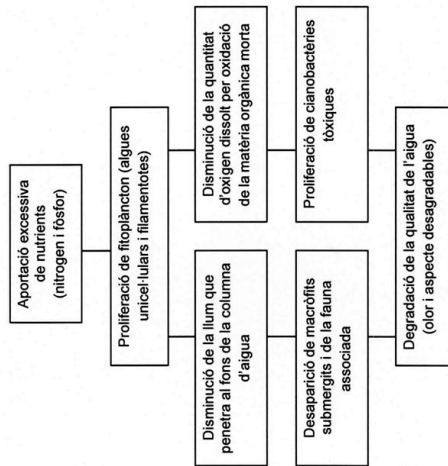 Aportació excessiva
de nutrients
(nitrogen i fòsfor)
Proliferació de fitoplàncton (algues
unicel·lulars i filamentoses)
Disminució de la llum que
penetra al fons de la columna
d'aigua
Disminució de la quantitat
d'oxigen dissolt per oxidació
de la matèria orgànica morta
Desaparició de macròfits
submergits i de la fauna
associada
Proliferació de cianobactèries
tòxiques
Degradació de la qualitat de l'aigua
(olor i aspecte desagradables)